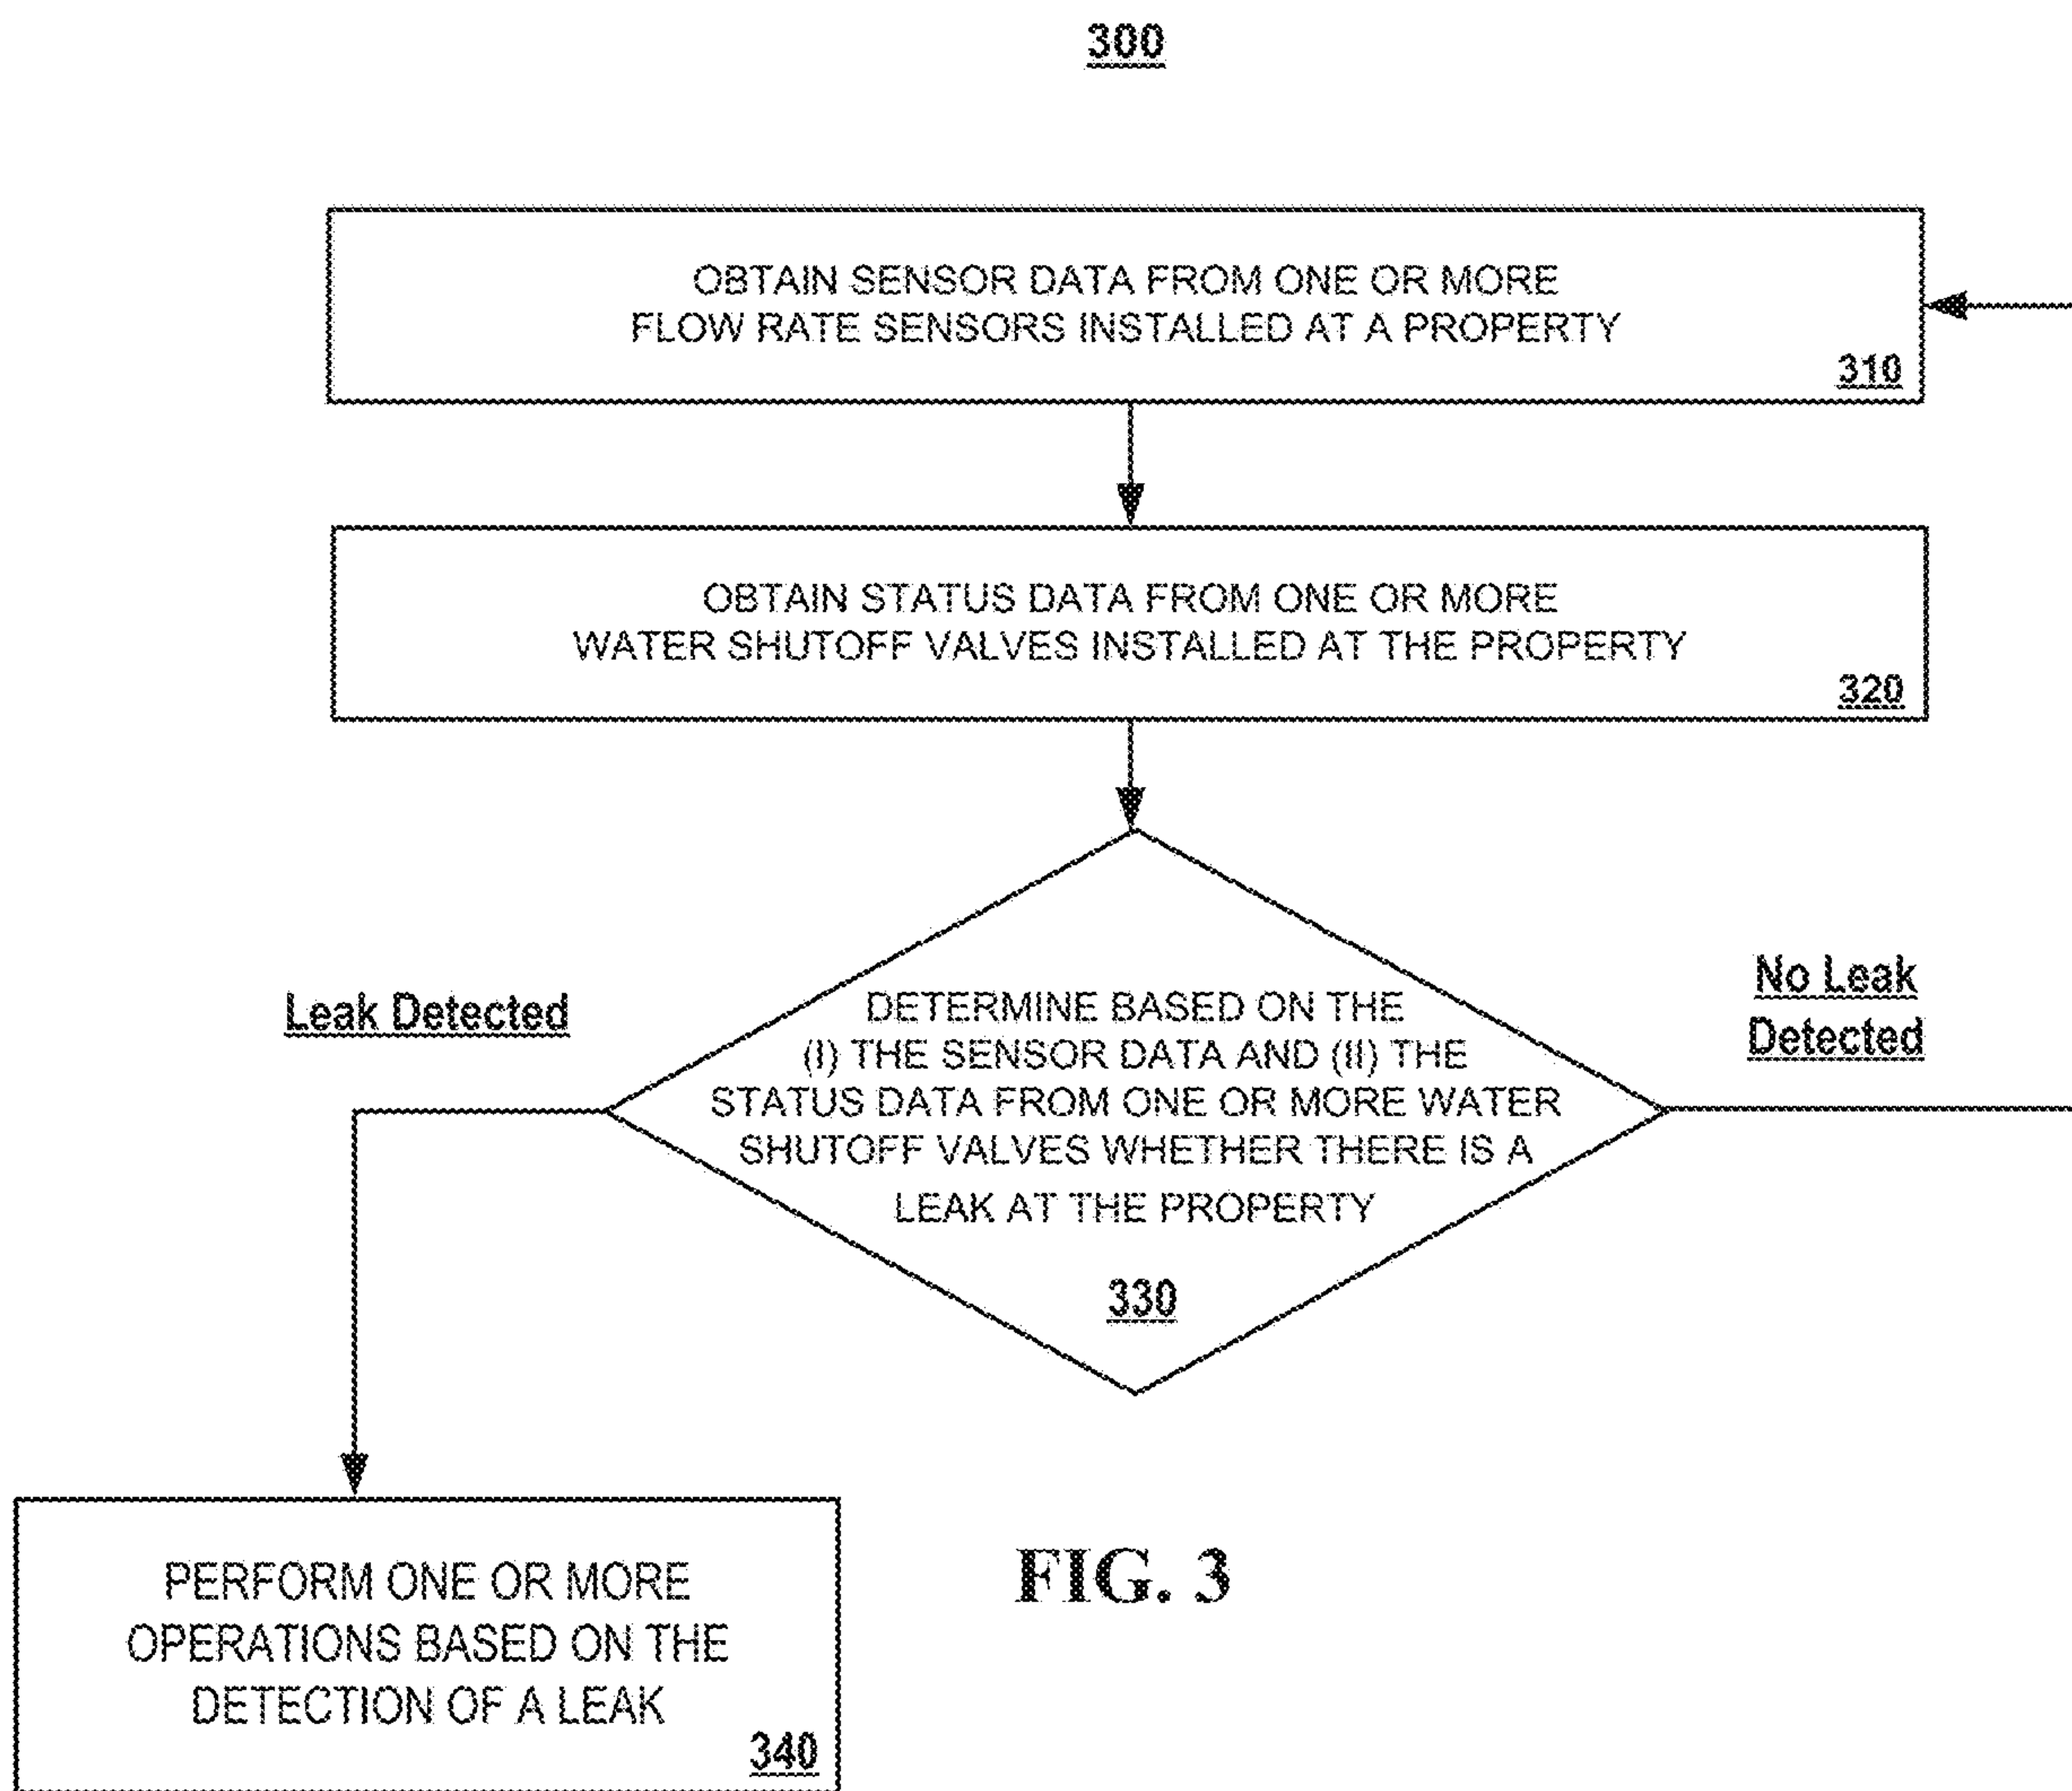 300
OBTAIN SENSOR DATA FROM ONE OR MORE
FLOW RATE SENSORS INSTALLED AT A PROPERTY
310
OBTAIN STATUS DATA FROM ONE OR MORE
WATER SHUTOFF VALVES INSTALLED AT THE PROPERTY
320
Leak Detected
DETERMINE BASED ON THE
(I) THE SENSOR DATA AND (II) THE
STATUS DATA FROM ONE OR MORE WATER
SHUTOFF VALVES WHETHER THERE IS A
LEAK AT THE PROPERTY
330
No Leak
Detected
PERFORM ONE OR MORE
OPERATIONS BASED ON THE
DETECTION OF A LEAK
340
FIG. 3